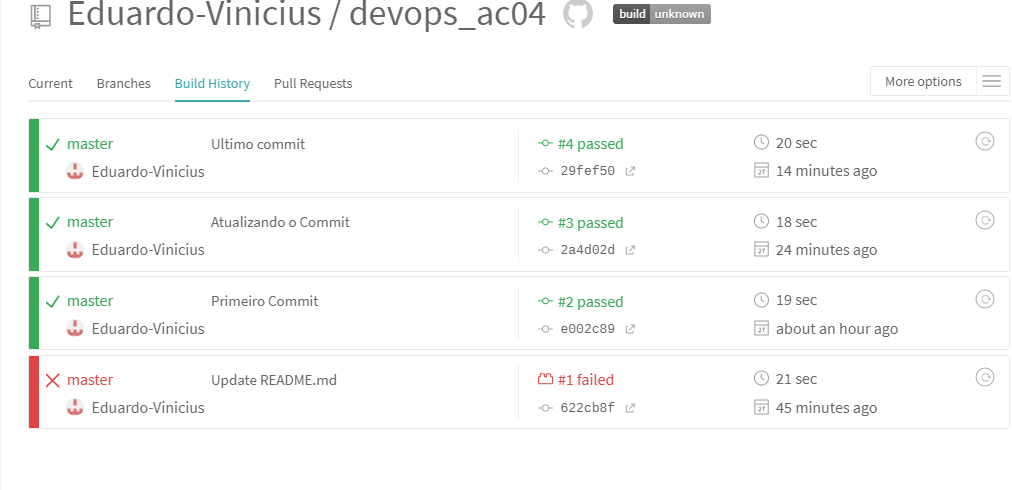 Eduardo-Vinicius / devops_ac04 build unknown
Current Branches Build History Pull Requests More options
master Ultimo commit #4 passed 20 sec
Eduardo-Vinicius 29fef50 14 minutes ago
master Atualizando o Commit #3 passed 18 sec
Eduardo-Vinicius 2a4d02d 24 minutes ago
master Primeiro Commit #2 passed 19 sec
Eduardo-Vinicius e002c89 about an hour ago
master Update README.md #1 failed 21 sec
Eduardo-Vinicius 622cb8f 45 minutes ago